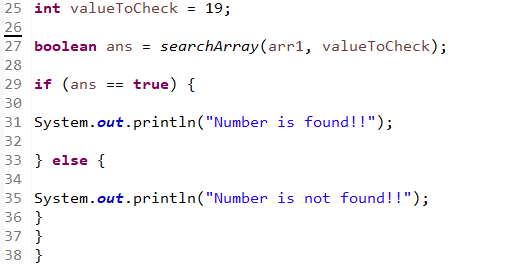 25 int valueToCheck = 19;
26
27 boolean ans = searchArray(arr1, valueToCheck);
28
29 if (ans == true) {
30
31 System.out.println("Number is found!!");
32
33 } else {
34
35 System.out.println("Number is not found!!");
36 }
37 }
38 }